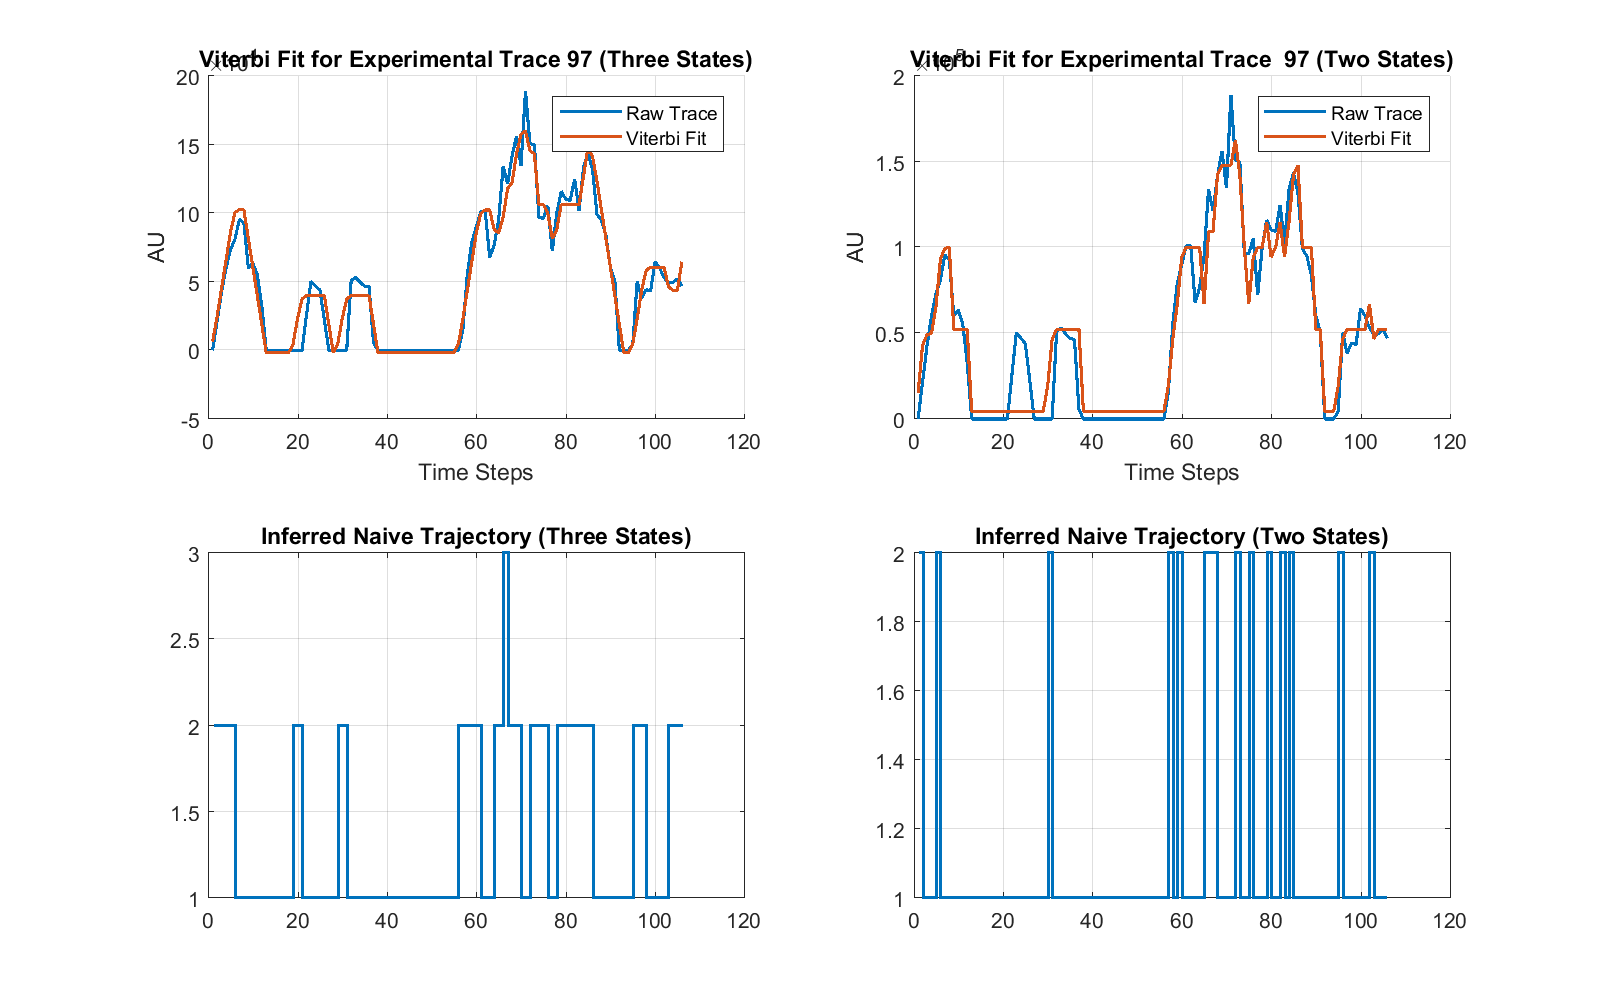 Viterbi Fit for Experimental Trace 97 (Three States)
20
15
10
5
0
-5
AU
Raw Trace
Viterbi Fit
0 20 40 60 80 100 120
Time Steps
Viterbi Fit for Experimental Trace 97 (Two States)
2
1.5
1
0.5
0
AU
Raw Trace
Viterbi Fit
0 20 40 60 80 100 120
Time Steps
Inferred Naive Trajectory (Three States)
3
2.5
2
1.5
1
0 20 40 60 80 100 120
Inferred Naive Trajectory (Two States)
2
1.8
1.6
1.4
1.2
1
0 20 40 60 80 100 120